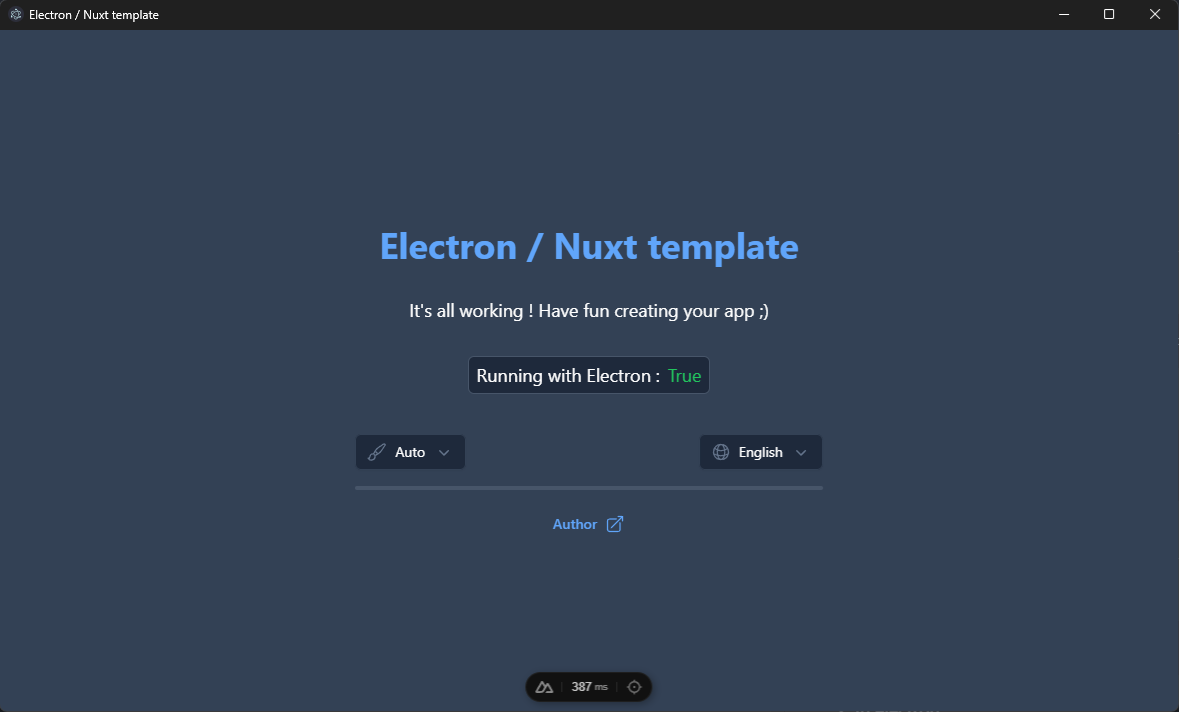 Electron / Nuxt template
Electron / Nuxt template
It's all working ! Have fun creating your app ;)
Running with Electron : True
Auto
English
Author
387 ms